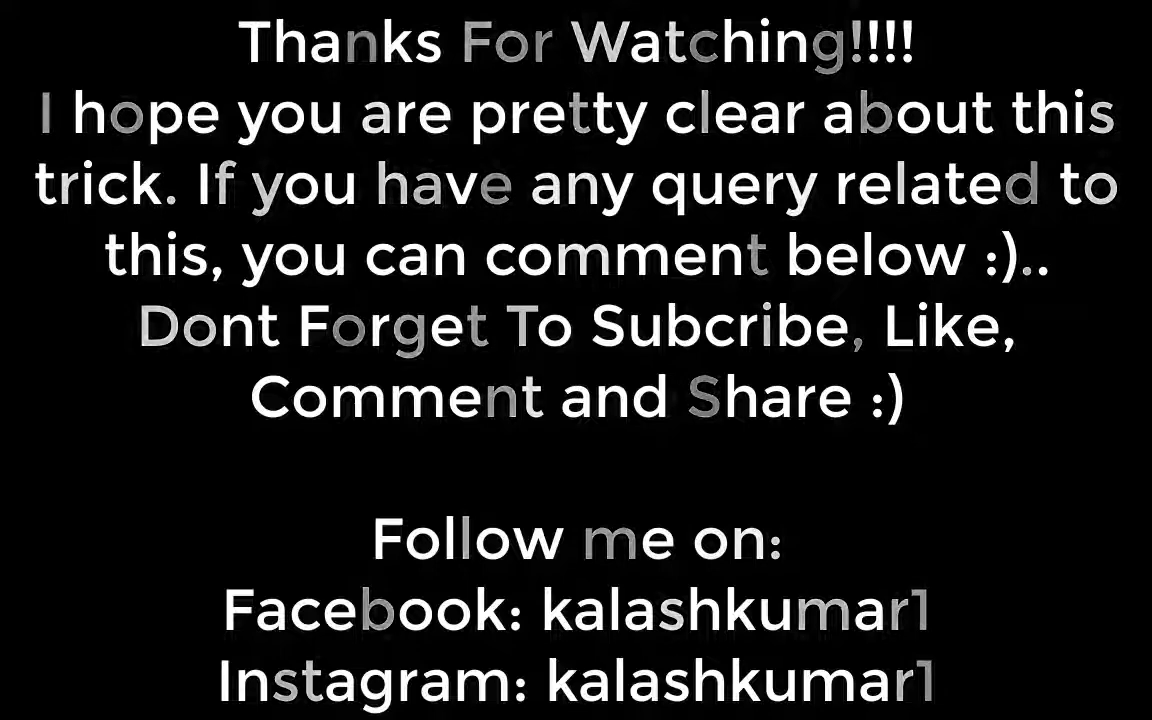 Thanks For Watching!!!!
I hope you are pretty clear about this
trick. If you have any query related to
this, you can comment below :)..
Dont Forget To Subcribe, Like,
Comment and Share :)
Follow me on:
Facebook: kalashkumar1
Instagram: kalashkumar1